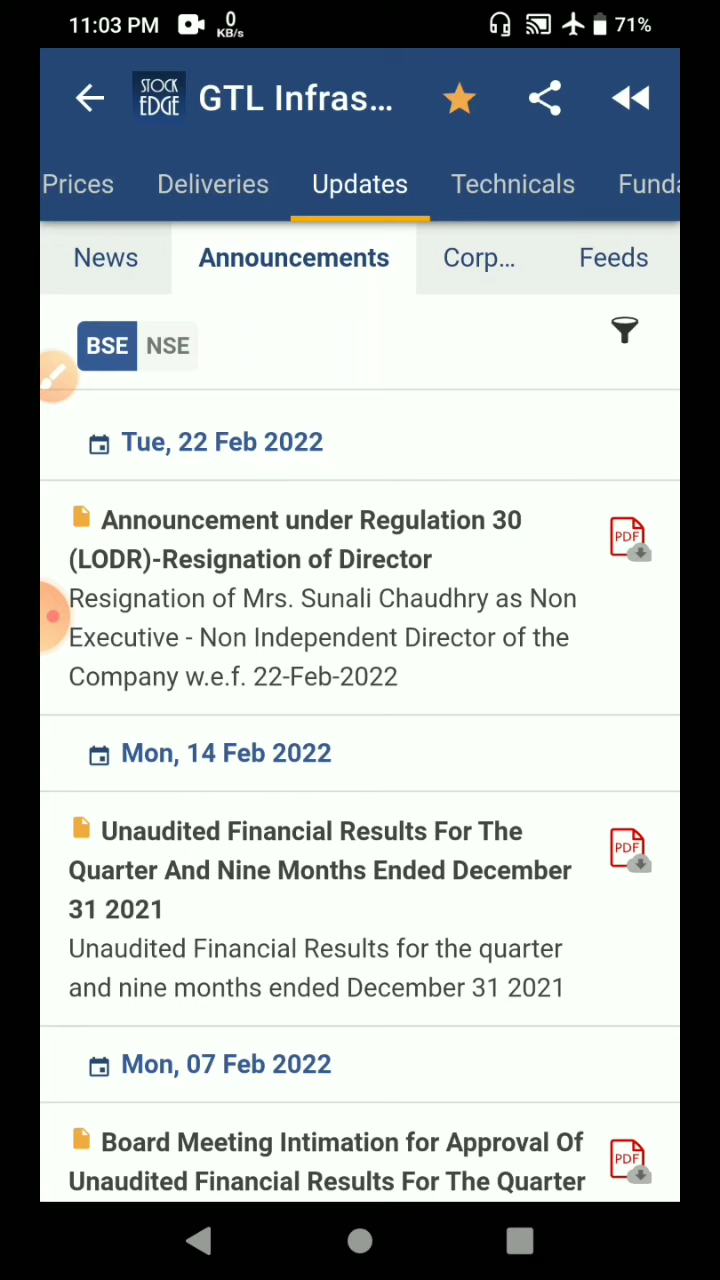 11:03 PM 0 KB/s 71%
STOCK EDGE GTL Infras...
Prices Deliveries Updates Technicals Funda
News Announcements Corp... Feeds
BSE NSE
Tue, 22 Feb 2022
Announcement under Regulation 30
(LODR)-Resignation of Director
Resignation of Mrs. Sunali Chaudhry as Non
Executive - Non Independent Director of the
Company w.e.f. 22-Feb-2022
PDF
Mon, 14 Feb 2022
Unaudited Financial Results For The
Quarter And Nine Months Ended December
31 2021
Unaudited Financial Results for the quarter
and nine months ended December 31 2021
PDF
Mon, 07 Feb 2022
Board Meeting Intimation for Approval Of
Unaudited Financial Results For The Quarter
PDF